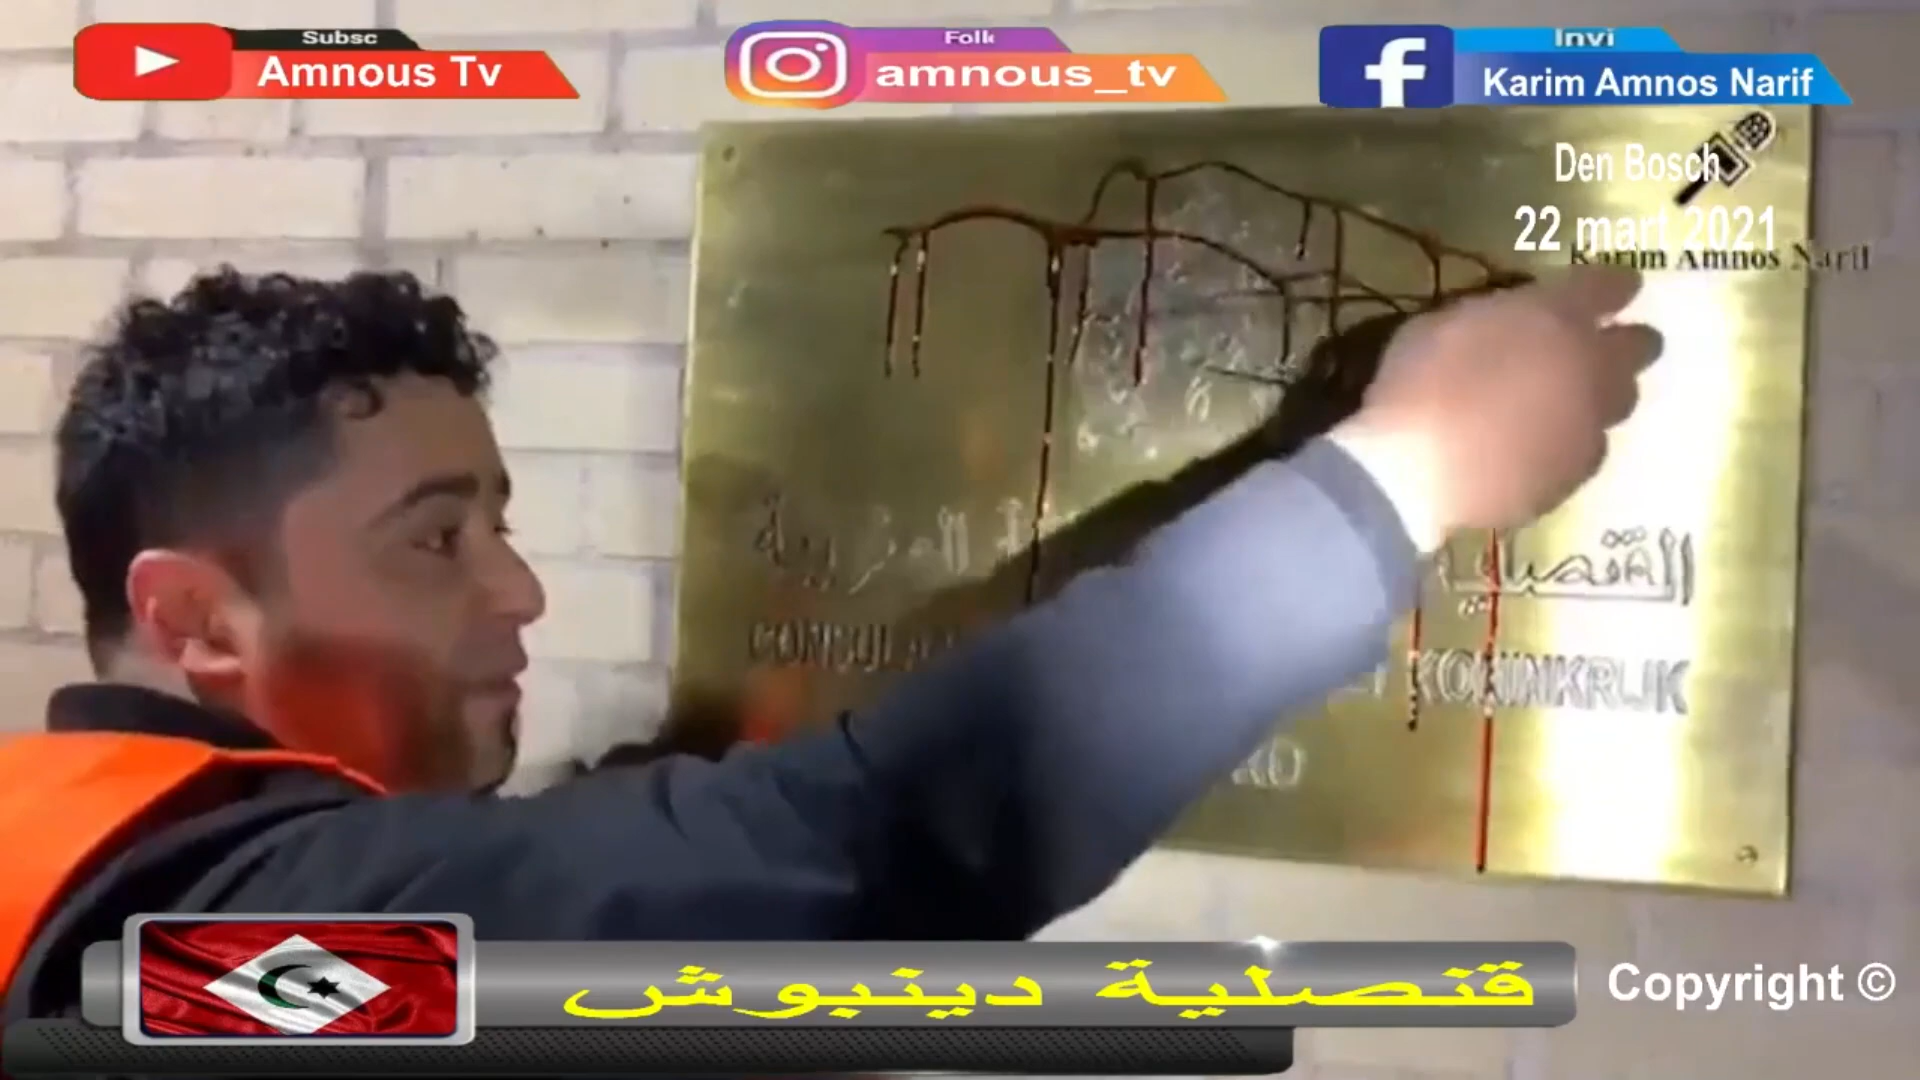 Subsc
Amnous Tv
Folk
amnous_tv
Invi
Karim Amnos Narif
Den Bosch
22 mart 2021
Karim Amnos Narif
المغربية
القنصلية
KONINKRIJK
قنصلية دينبوش
Copyright ©